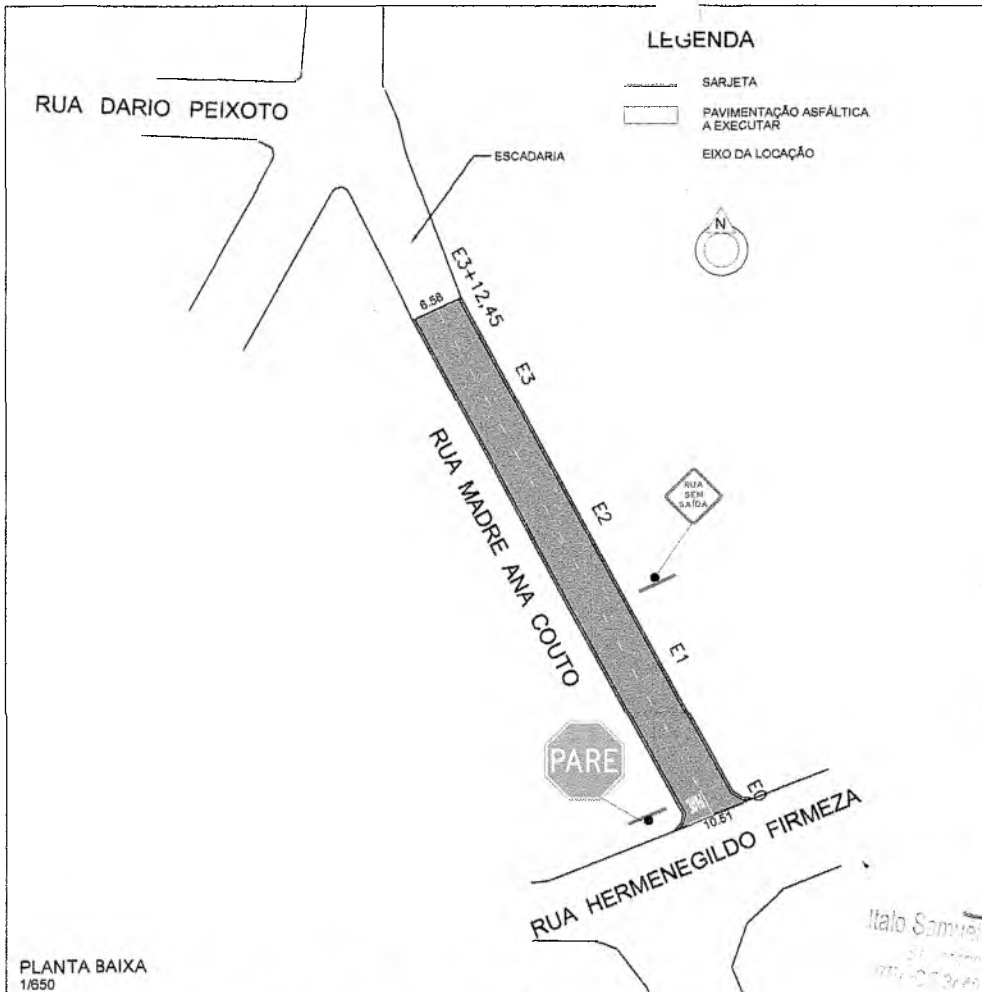 LEGENDA
SARJETA
PAVIMENTAÇÃO ASFÁLTICA
A EXECUTAR
EIXO DA LOCAÇÃO
N
RUA DARIO PEIXOTO
ESCADARIA
E3+12,45
6.56
E3
E2
RUA
SEM
SAÍDA
RUA MADRE ANA COUTO
E1
PARE
E0
10.51
RUA HERMENEGILDO FIRMEZA
Italo
PLANTA BAIXA
1/650